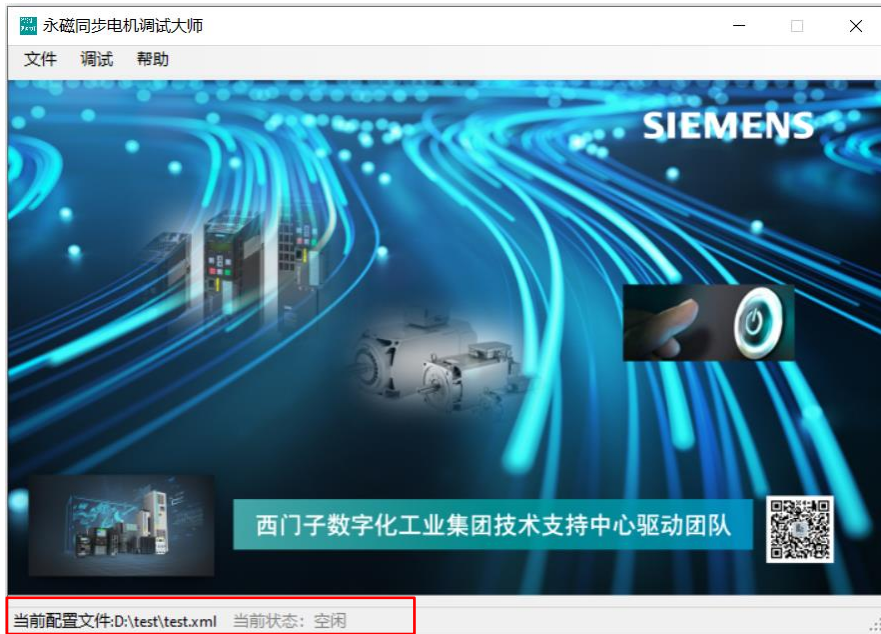 永磁同步电机调试大师
文件 调试 帮助
SIEMENS
西门子数字化工业集团技术支持中心驱动团队
当前配置文件:D:\test\test.xml 当前状态：空闲